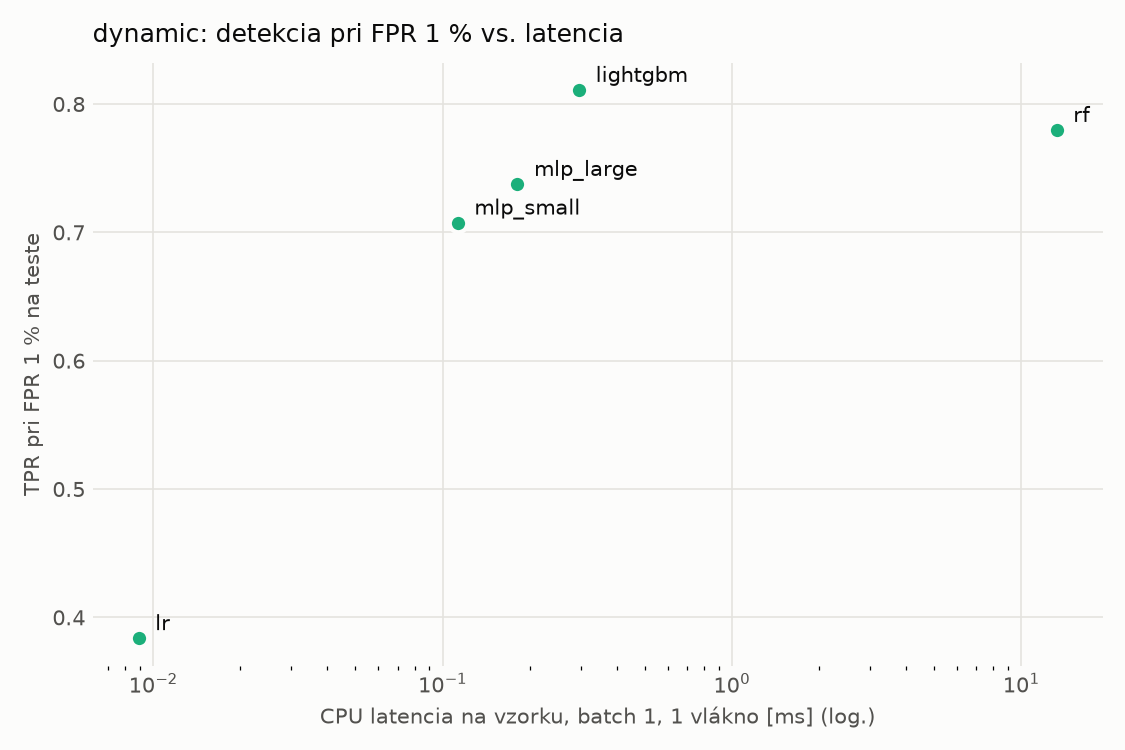 dynamic: detekcia pri FPR 1 % vs. latencia
TPR pri FPR 1 % na teste
0.8
0.7
0.6
0.5
0.4
lightgbm
rf
mlp_large
mlp_small
lr
10⁻²
10⁻¹
10⁰
10¹
CPU latencia na vzorku, batch 1, 1 vlákno [ms] (log.)